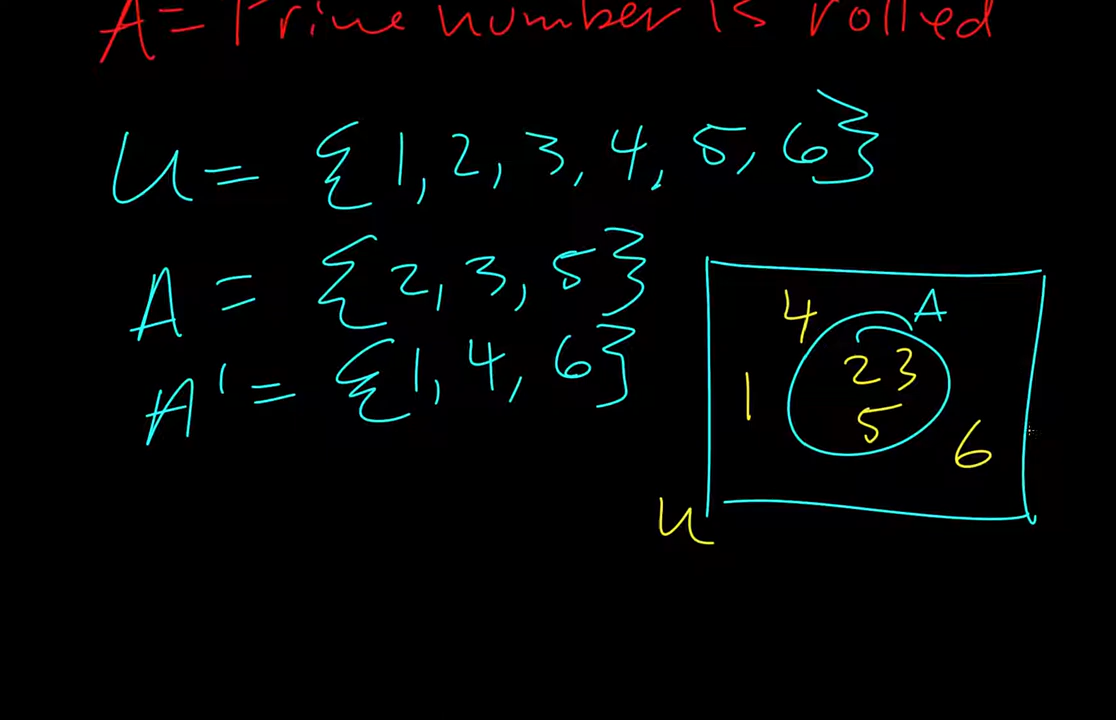 A = Prime number is rolled
U = {1, 2, 3, 4, 5, 6}
A = {2, 3, 5}
A' = {1, 4, 6}
4 A
2 3
1
5
6
U